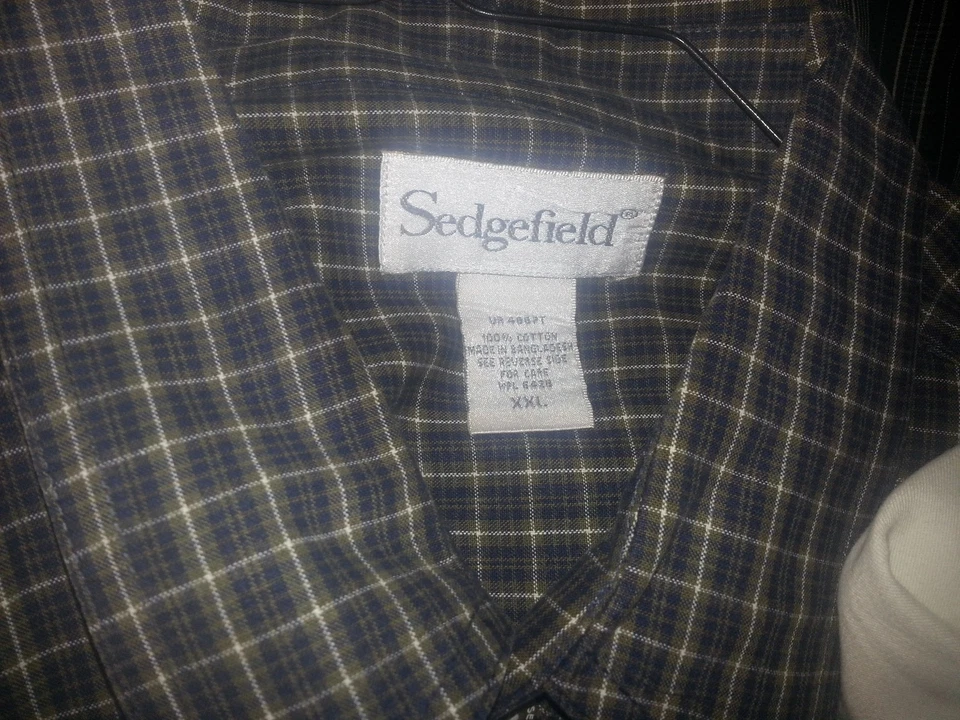 Sedgefield®
100% COTTON
MADE IN BANGLADESH
SEE REVERSE SIDE
FOR CARE
XXL